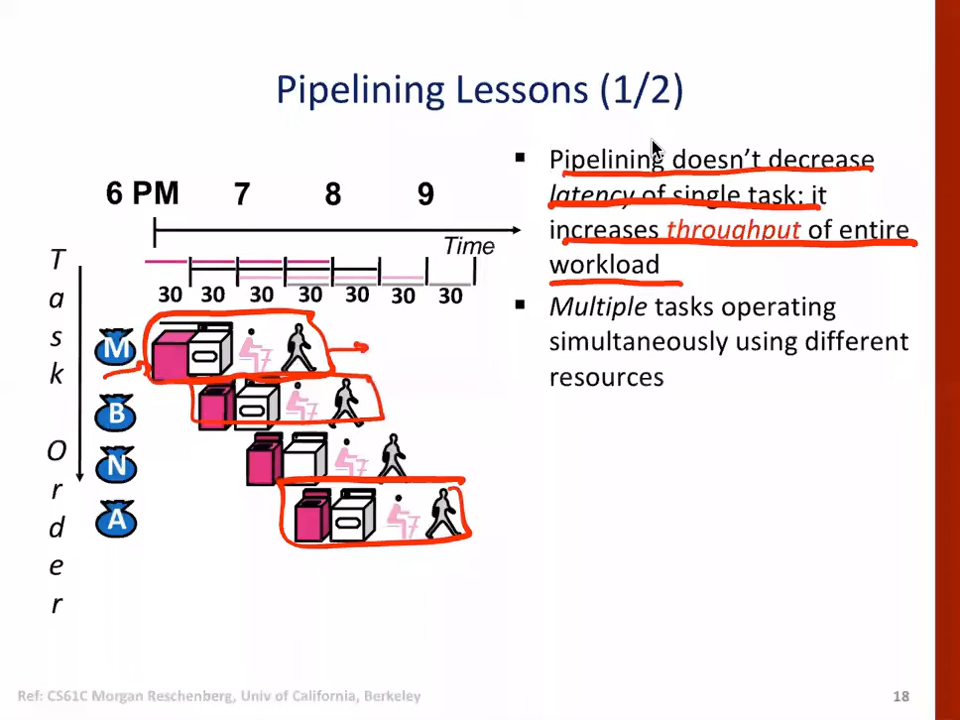 Pipelining Lessons (1/2)
6 PM 7 8 9
Time
30 30 30 30 30 30 30
Task Order
M
B
N
A
▪ Pipelining doesn't decrease
latency of single task; it
increases throughput of entire
workload
▪ Multiple tasks operating
simultaneously using different
resources
Ref: CS61C Morgan Reschenberg, Univ of California, Berkeley
18